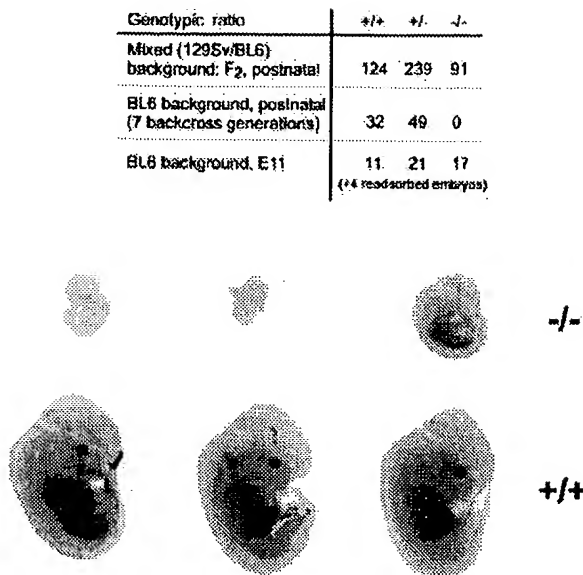 Genotypic ratio +/+ +/- -/-
Mixed (129Sv/BL6)
background: F2, postnatal 124 239 91
BL6 background, postnatal
(7 backcross generations) 32 49 0
BL6 background, E11 11 21 17
(+4 readsorbed embryos)
-/-
+/+